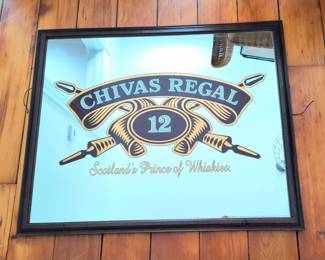 CHIVAS REGAL
12
Scotland's Prince of Whiskies.